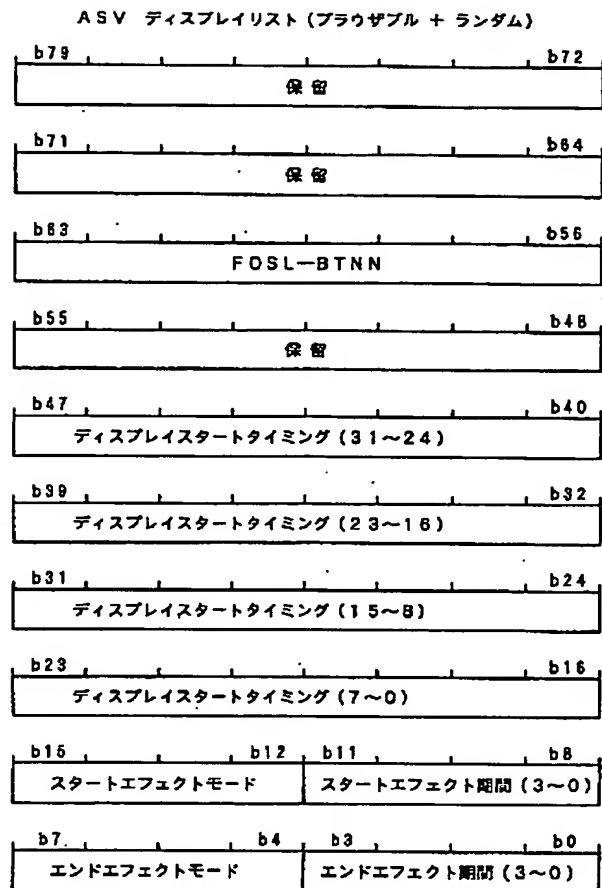 ASV ディスプレイリスト (ブラウザブル + ランダム)
b79 b72
保留
b71 b64
保留
b63 b56
FOSL—BTNN
b55 b48
保留
b47 b40
ディスプレイスタートタイミング (31~24)
b39 b32
ディスプレイスタートタイミング (23~16)
b31 b24
ディスプレイスタートタイミング (15~8)
b23 b16
ディスプレイスタートタイミング (7~0)
b15 b12 b11 b8
スタートエフェクトモード スタートエフェクト期間 (3~0)
b7 b4 b3 b0
エンドエフェクトモード エンドエフェクト期間 (3~0)